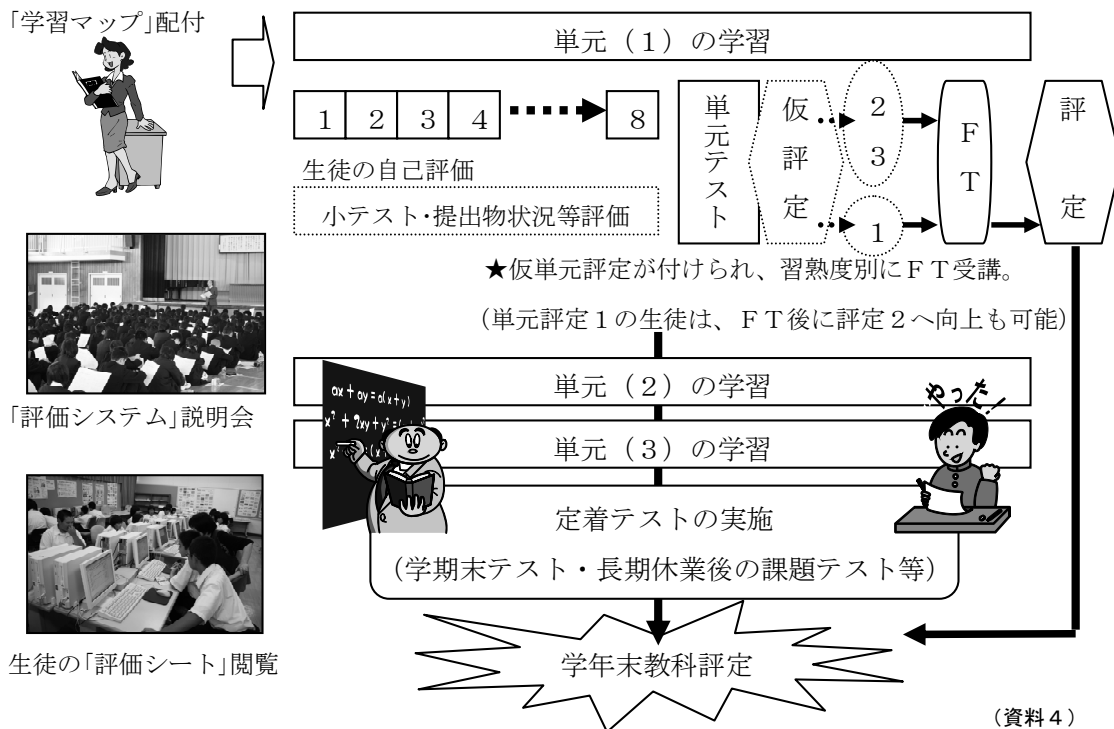 「学習マップ」配付
単元（１）の学習
1 2 3 4 8
単元テスト
仮評定
2 3
1
ＦＴ
評定
生徒の自己評価
小テスト・提出物状況等評価
★仮単元評定が付けられ、習熟度別にＦＴ受講。
（単元評定１の生徒は、ＦＴ後に評定２へ向上も可能）
「評価システム」説明会
単元（２）の学習
ax + ay = a(x+y)
x² + 2xy + y² = (
x²
やった!
単元（３）の学習
定着テストの実施
（学期末テスト・長期休業後の課題テスト等）
生徒の「評価シート」閲覧
学年末教科評定
（資料４）